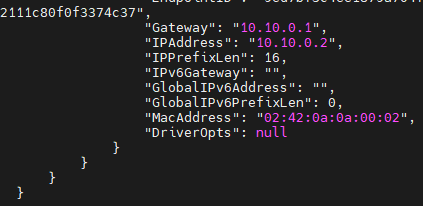 2111c80f0f3374c37",
"Gateway": "10.10.0.1",
"IPAddress": "10.10.0.2",
"IPPrefixLen": 16,
"IPv6Gateway": "",
"GlobalIPv6Address": "",
"GlobalIPv6PrefixLen": 0,
"MacAddress": "02:42:0a:0a:00:02",
"DriverOpts": null
}
}
}
}